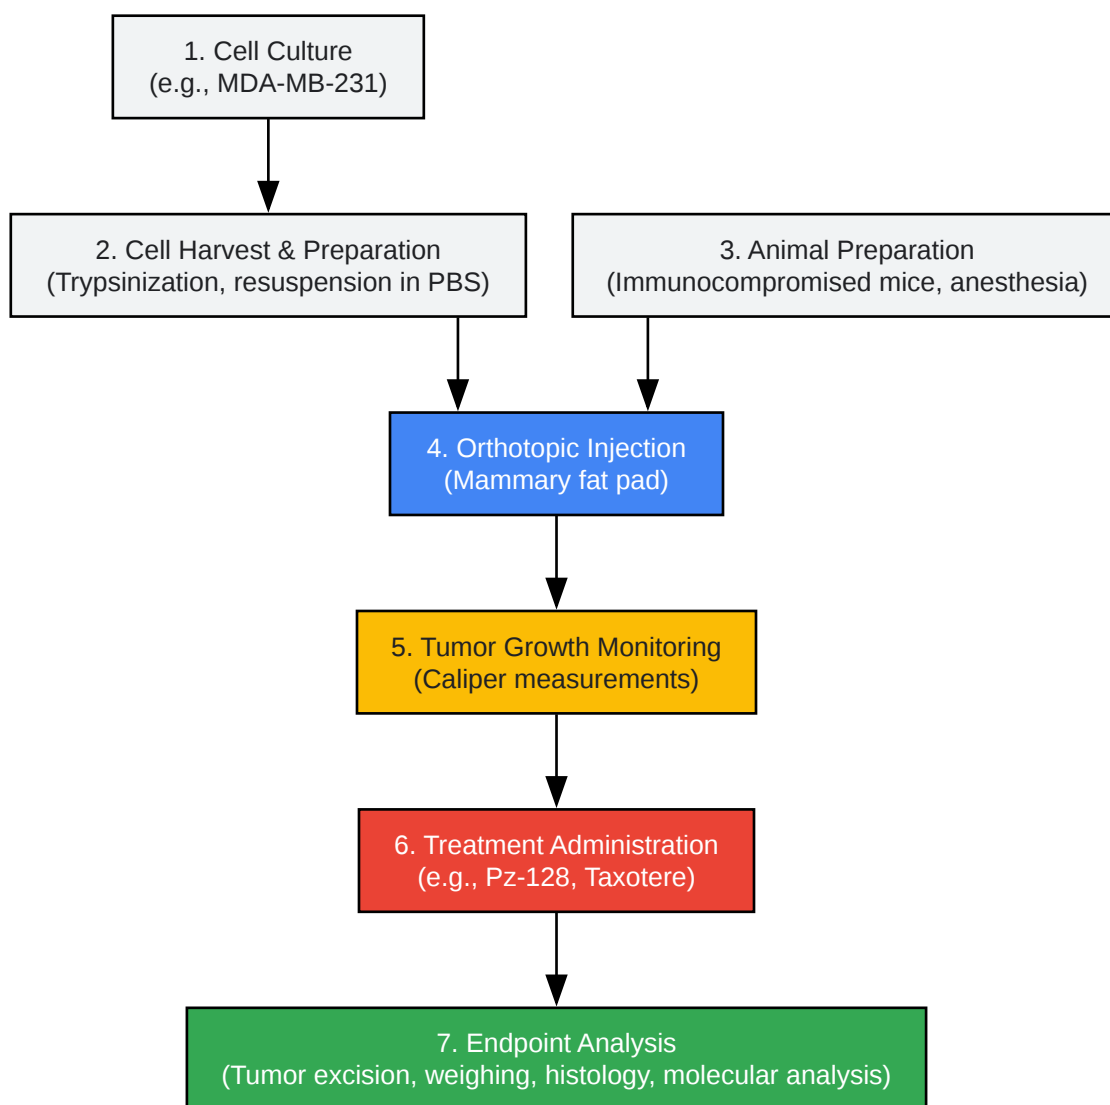 1. Cell Culture
(e.g., MDA-MB-231)
2. Cell Harvest & Preparation
(Trypsinization, resuspension in PBS)
3. Animal Preparation
(Immunocompromised mice, anesthesia)
4. Orthotopic Injection
(Mammary fat pad)
5. Tumor Growth Monitoring
(Caliper measurements)
6. Treatment Administration
(e.g., Pz-128, Taxotere)
7. Endpoint Analysis
(Tumor excision, weighing, histology, molecular analysis)